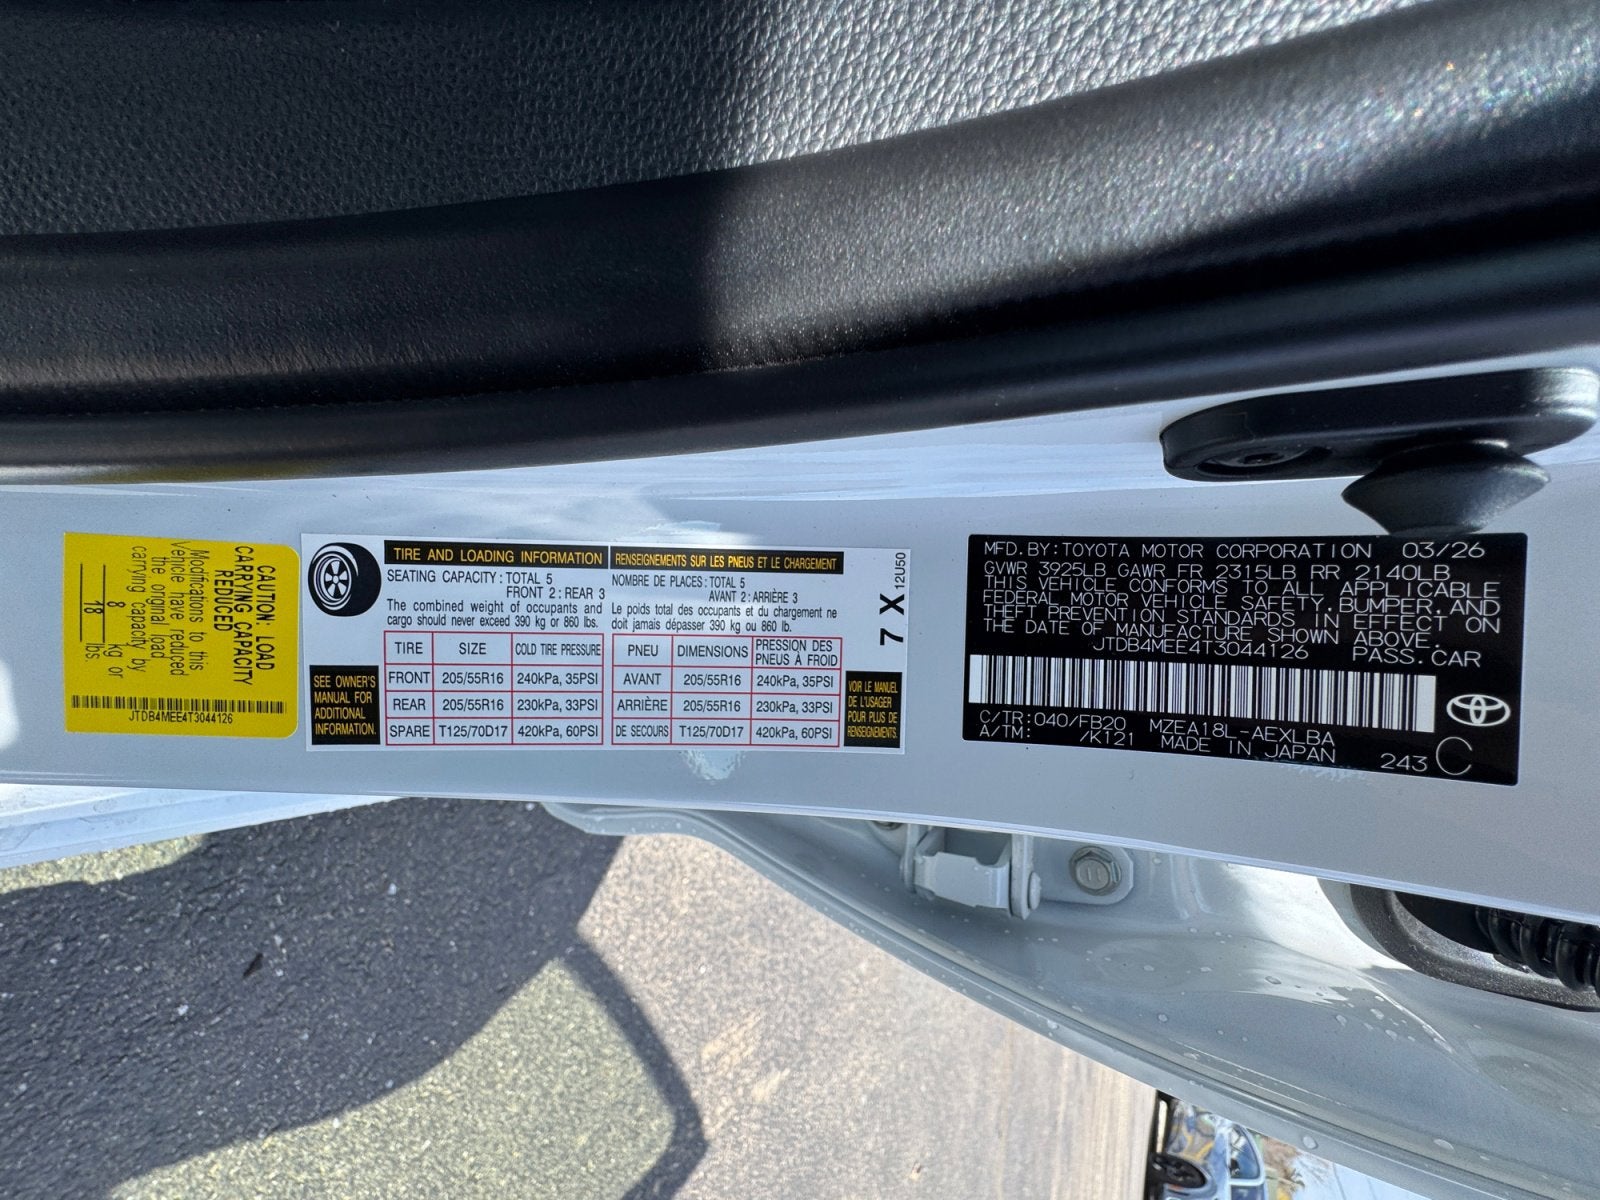 CAUTION: LOAD
CARRYING CAPACITY
REDUCED
Modifications to this
Vehicle have reduced
the original load
carrying capacity by
8 kg or
18 lbs
JTDB4MEE4T3044126
TIRE AND LOADING INFORMATION
SEATING CAPACITY: TOTAL 5
FRONT 2 : REAR 3
The combined weight of occupants and
cargo should never exceed 390 kg or 860 lbs.
TIRE SIZE COLD TIRE PRESSURE
FRONT 205/55R16 240kPa, 35PSI
REAR 205/55R16 230kPa, 33PSI
SPARE T125/70D17 420kPa, 60PSI
SEE OWNER'S
MANUAL FOR
ADDITIONAL
INFORMATION.
RENSEIGNEMENTS SUR LES PNEUS ET LE CHARGEMENT
NOMBRE DE PLACES: TOTAL 5
AVANT 2: ARRIÈRE 3
Le poids total des occupants et du chargement ne
doit jamais dépasser 390 kg ou 860 lb.
PNEU DIMENSIONS PRESSION DES
PNEUS À FROID
AVANT 205/55R16 240kPa, 35PSI
ARRIÈRE 205/55R16 230kPa, 33PSI
DE SECOURS T125/70D17 420kPa, 60PSI
VOIR LE MANUEL
DE L'USAGER
POUR PLUS DE
RENSEIGNEMENTS.
7 X 12U50
MFD. BY: TOYOTA MOTOR CORPORATION 03/26
GVWR 3925LB GAWR FR 2315LB RR 2140LB
THIS VEHICLE CONFORMS TO ALL APPLICABLE
FEDERAL MOTOR VEHICLE SAFETY, BUMPER, AND
THEFT PREVENTION STANDARDS IN EFFECT ON
THE DATE OF MANUFACTURE SHOWN ABOVE.
JTDB4MEE4T3044126 PASS. CAR
C/TR: 040/FB20 MZEA18L-AEXLBA
A/TM: /K121 MADE IN JAPAN 243 C